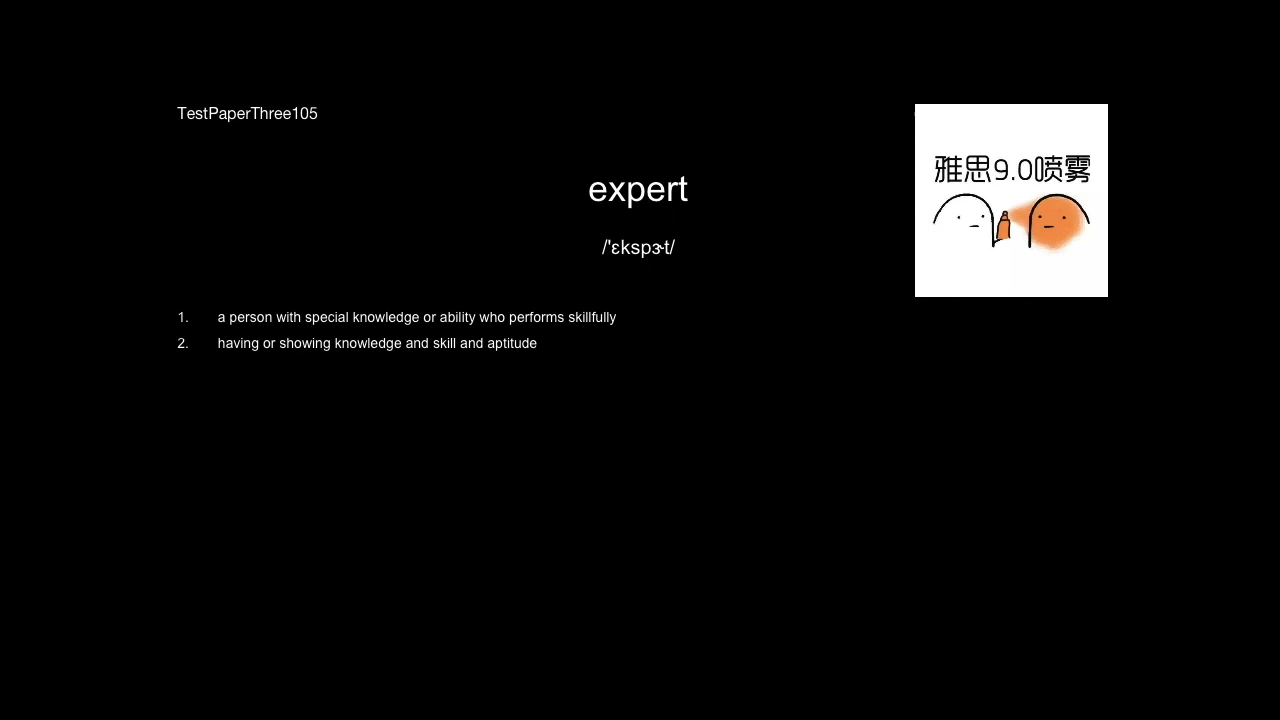 TestPaperThree105
雅思9.0喷雾
expert
/'ɛkspɝt/
1. a person with special knowledge or ability who performs skillfully
2. having or showing knowledge and skill and aptitude